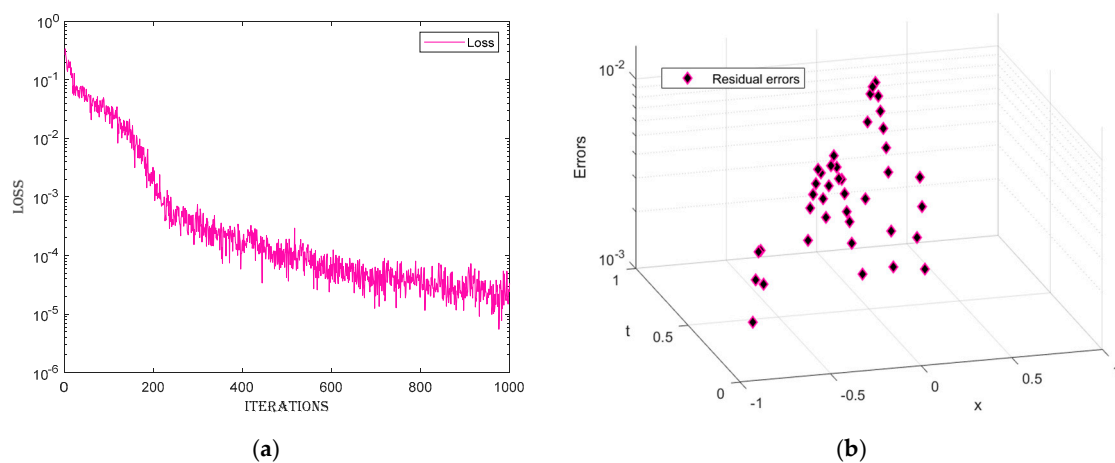 10^0
10^-1
10^-2
10^-3
10^-4
10^-5
10^-6
LOSS
Loss
0 200 400 600 800 1000
ITERATIONS
(a)
10^-2
10^-3
Errors
Residual errors
1
0.5
0
t
-1 -0.5 0 0.5
x
(b)